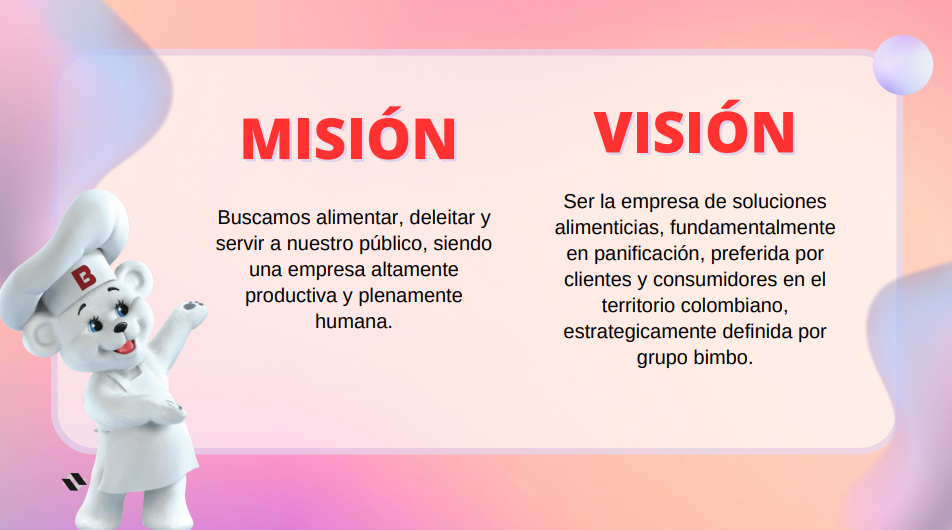 MISIÓN
Buscamos alimentar, deleitar y
servir a nuestro público, siendo
una empresa altamente
productiva y plenamente
humana.
VISIÓN
Ser la empresa de soluciones
alimenticias, fundamentalmente
en panificación, preferida por
clientes y consumidores en el
territorio colombiano,
estrategicamente definida por
grupo bimbo.
B